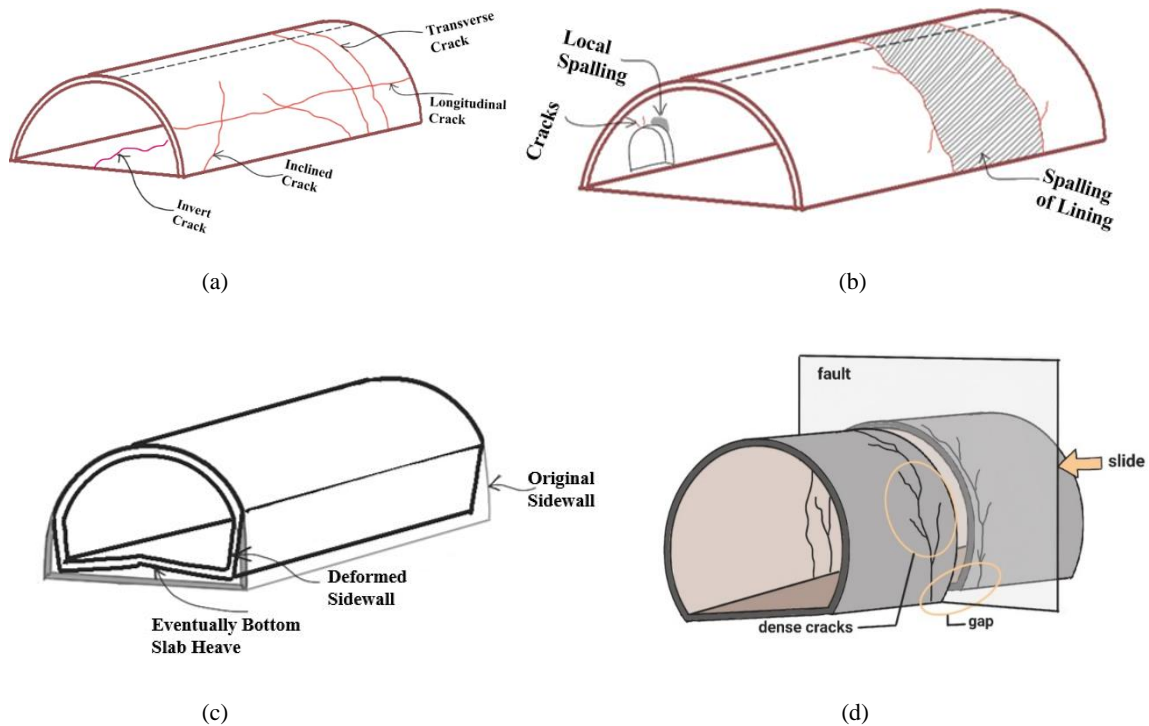 Transverse
Crack
Longitudinal
Crack
Inclined
Crack
Invert
Crack
(a)
Local
Spalling
Cracks
Spalling
of Lining
(b)
Original
Sidewall
Deformed
Sidewall
Eventually Bottom
Slab Heave
(c)
fault
slide
dense cracks
gap
(d)